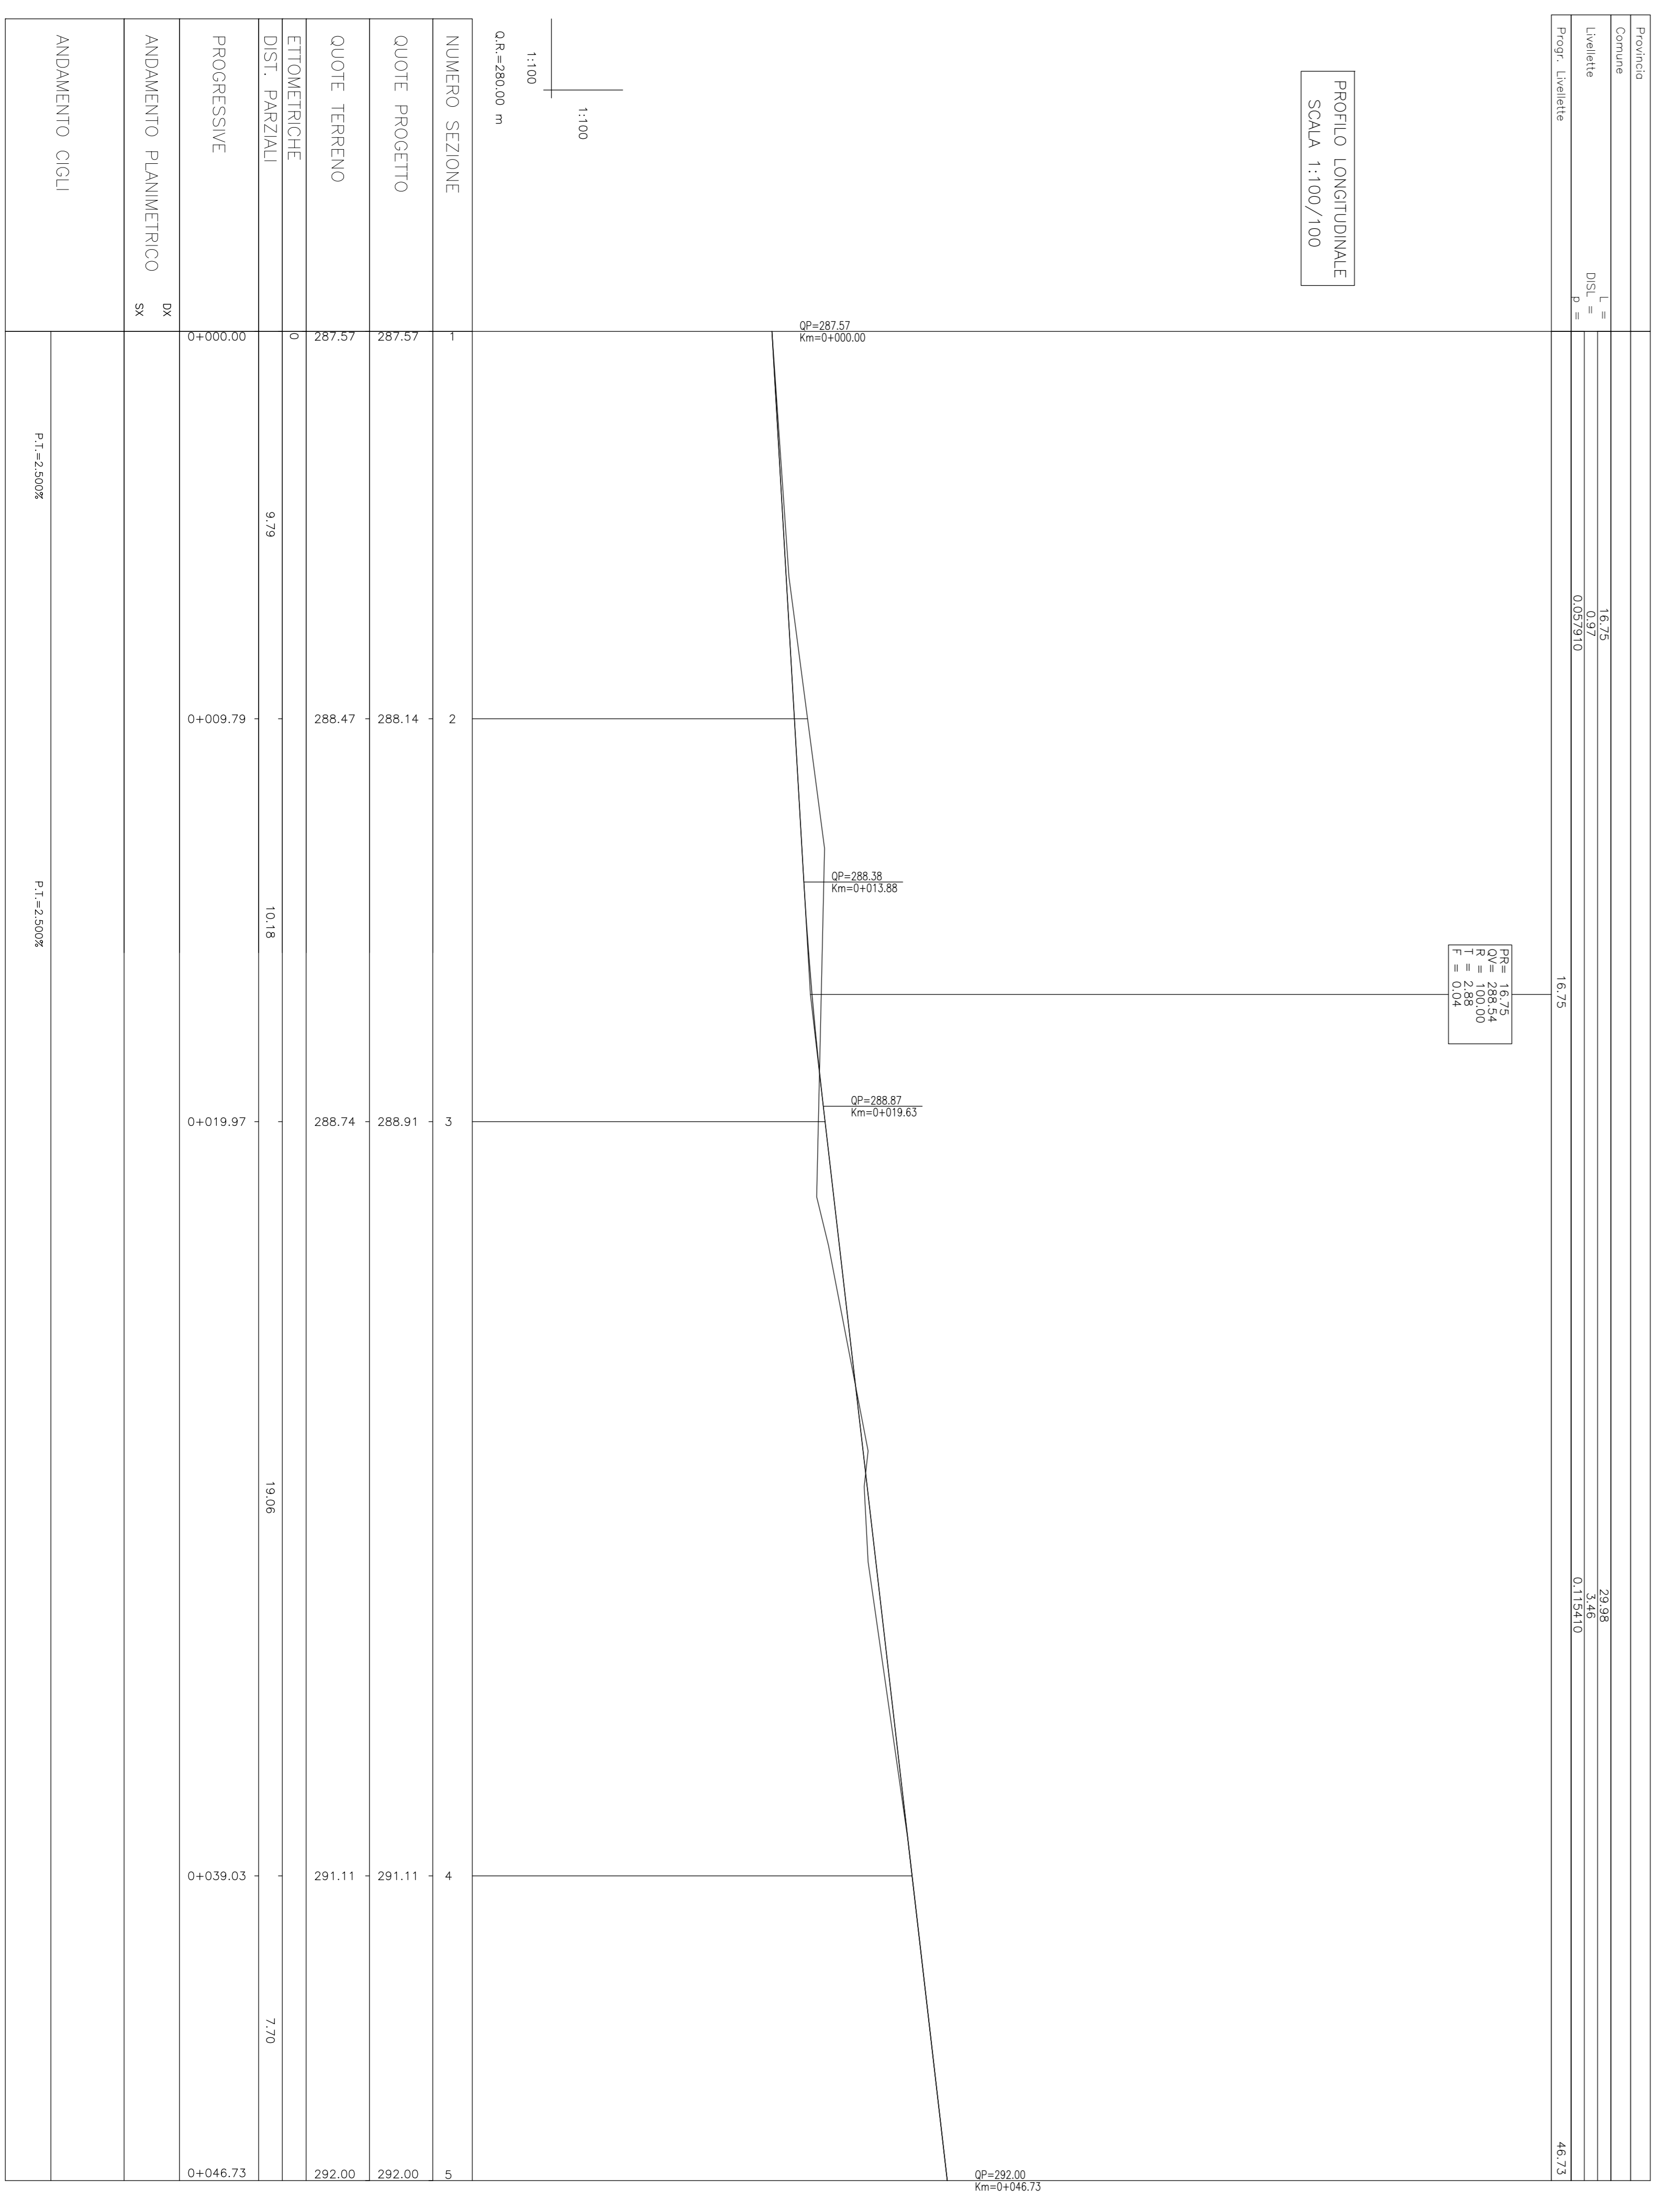 Provincia
Comune
Livellette
L =
DISL =
p =
16.75
0.97
0.057910
29.98
3.46
0.115410
Progr. Livellette
16.75
46.73
PR= 16.75
QV= 288.54
R = 100.00
T = 2.88
F = 0.04
PROFILO LONGITUDINALE
SCALA 1:100/100
QP=287.57
Km=0+000.00
QP=288.38
Km=0+013.88
QP=288.87
Km=0+019.63
QP=292.00
Km=0+046.73
1:100
1:100
Q.R.=280.00 m
NUMERO SEZIONE
1
2
3
4
5
QUOTE PROGETTO
287.57
288.14
288.91
291.11
292.00
QUOTE TERRENO
287.57
288.47
288.74
291.11
292.00
ETTOMETRICHE
0
DIST. PARZIALI
9.79
10.18
19.06
7.70
PROGRESSIVE
0+000.00
0+009.79
0+019.97
0+039.03
0+046.73
ANDAMENTO PLANIMETRICO
DX
SX
ANDAMENTO CIGLI
P.T.=2.500%
P.T.=2.500%